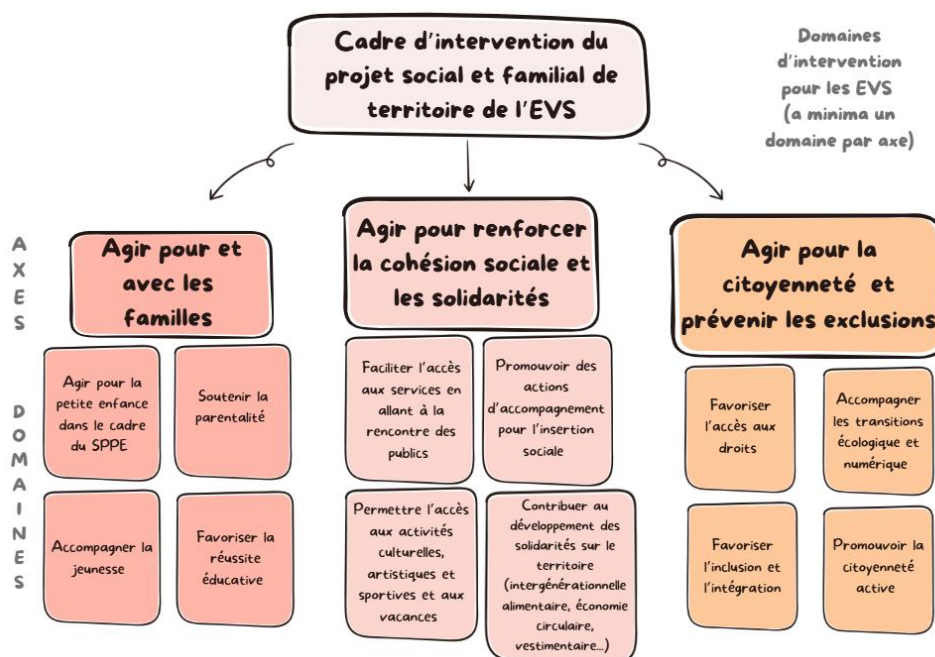 Cadre d'intervention du
projet social et familial de
territoire de l'EVS
Domaines
d'intervention
pour les EVS
(a minima un
domaine par axe)
AXES
Agir pour et
avec les
familles
Agir pour renforcer
la cohésion sociale et
les solidarités
Agir pour la
citoyenneté et
prévenir les exclusions
DOMAINES
Agir pour la
petite enfance
dans le cadre
du SPPE
Soutenir la
parentalité
Accompagner la
jeunesse
Favoriser la
réussite
éducative
Faciliter l'accès
aux services en
allant à la
rencontre des
publics
Promouvoir des
actions
d'accompagnement
pour l'insertion
sociale
Permettre l'accès
aux activités
culturelles,
artistiques et
sportives et aux
vacances
Contribuer au
développement des
solidarités sur le
territoire
(intergénérationnelle
alimentaire, économie
circulaire,
vestimentaire...)
Favoriser
l'accès aux
droits
Accompagner
les transitions
écologique et
numérique
Favoriser
l'inclusion et
l'intégration
Promouvoir la
citoyenneté
active